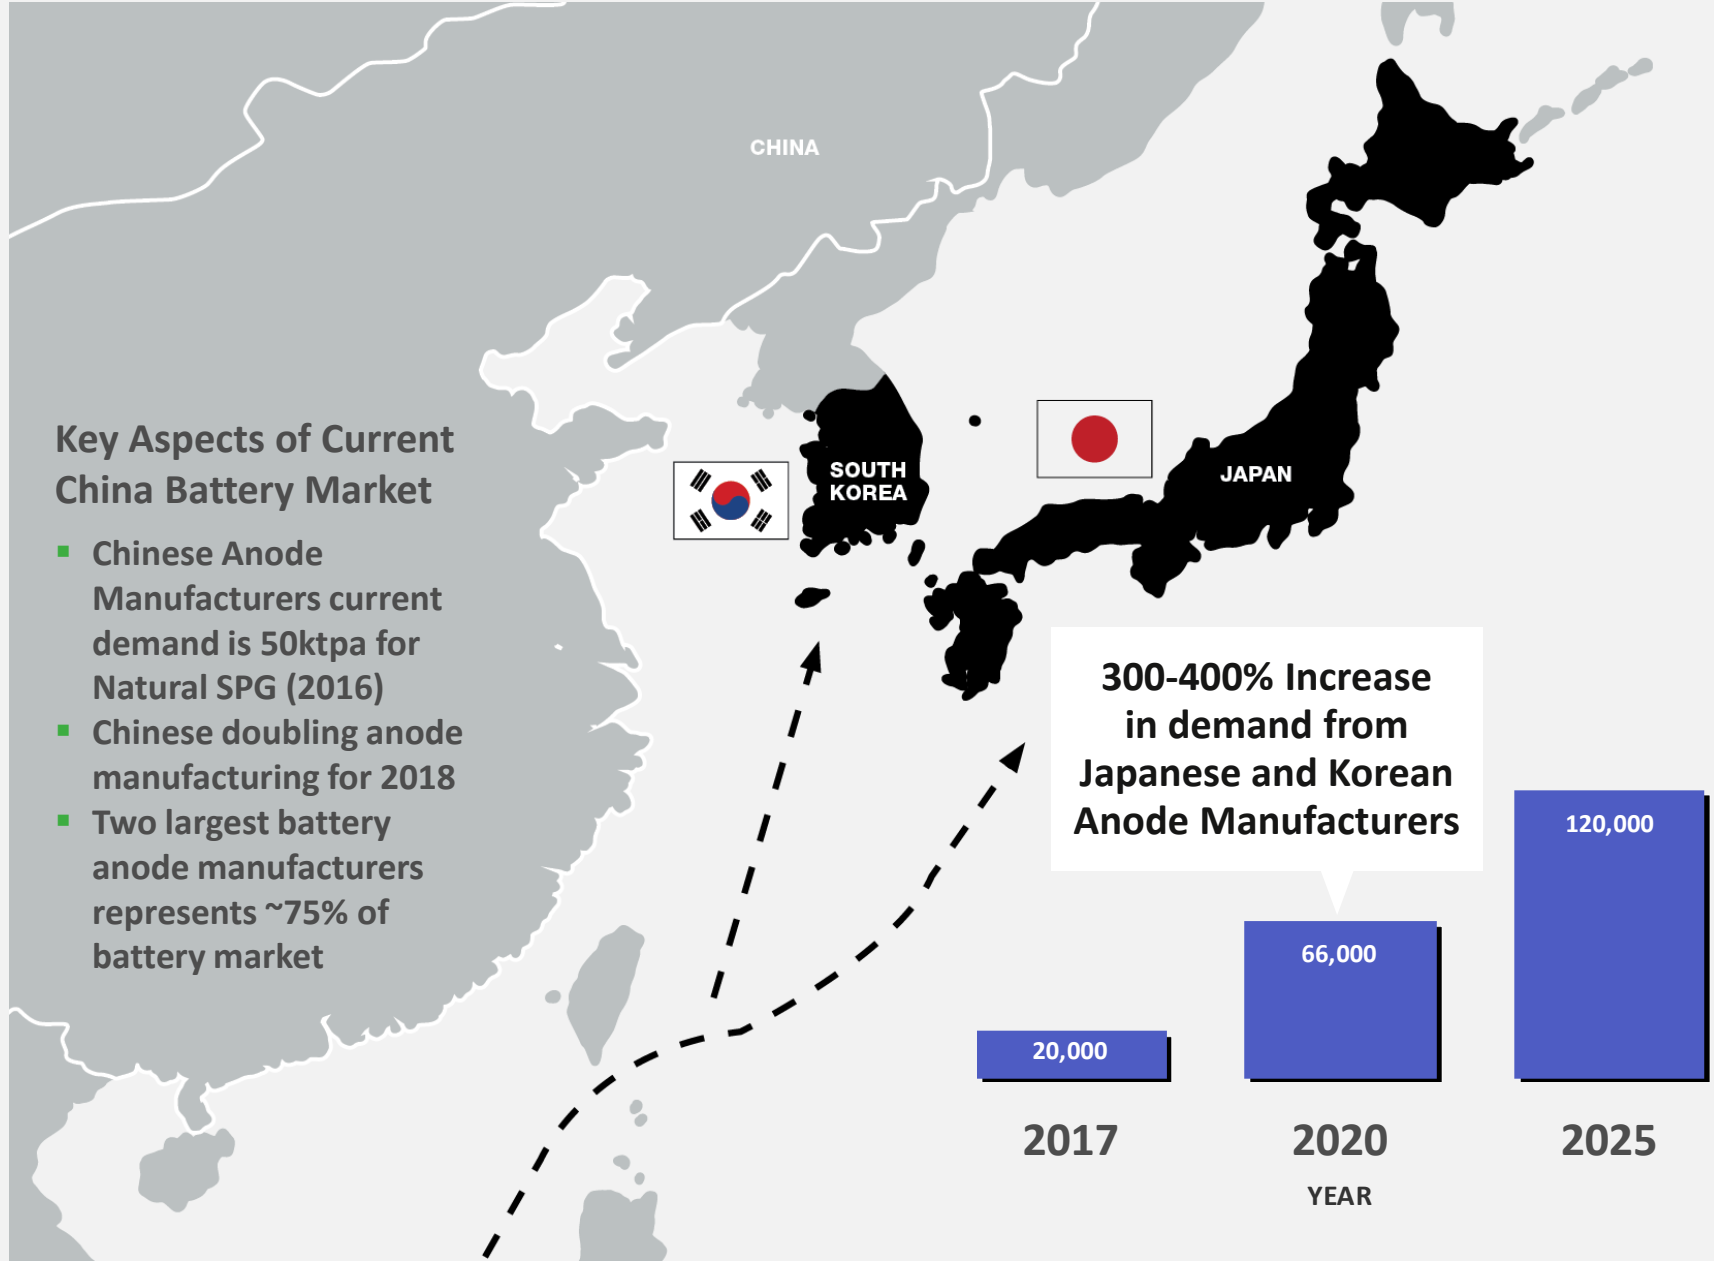 CHINA
SOUTH
KOREA
JAPAN
Key Aspects of Current
China Battery Market
▪ Chinese Anode
Manufacturers current
demand is 50ktpa for
Natural SPG (2016)
▪ Chinese doubling anode
manufacturing for 2018
▪ Two largest battery
anode manufacturers
represents ~75% of
battery market
300-400% Increase
in demand from
Japanese and Korean
Anode Manufacturers
20,000
66,000
120,000
2017
2020
2025
YEAR